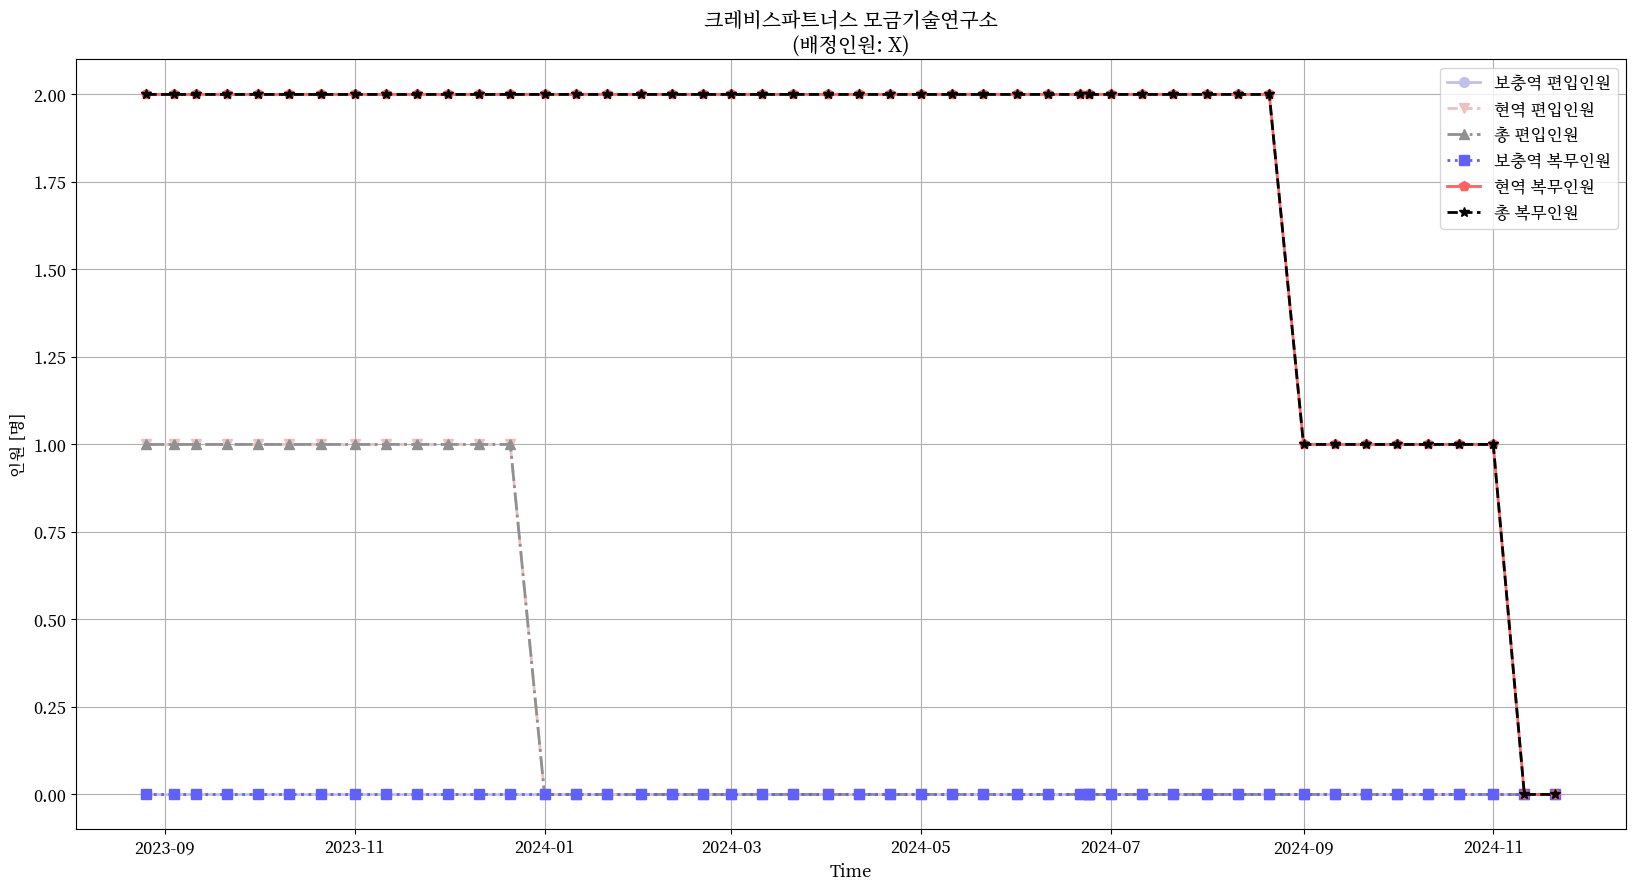 크레비스파트너스 모금기술연구소
(배정인원: X)
보충역 편입인원
현역 편입인원
총 편입인원
보충역 복무인원
현역 복무인원
총 복무인원
인원 [명]
2.00
1.75
1.50
1.25
1.00
0.75
0.50
0.25
0.00
2023-09
2023-11
2024-01
2024-03
2024-05
2024-07
2024-09
2024-11
Time